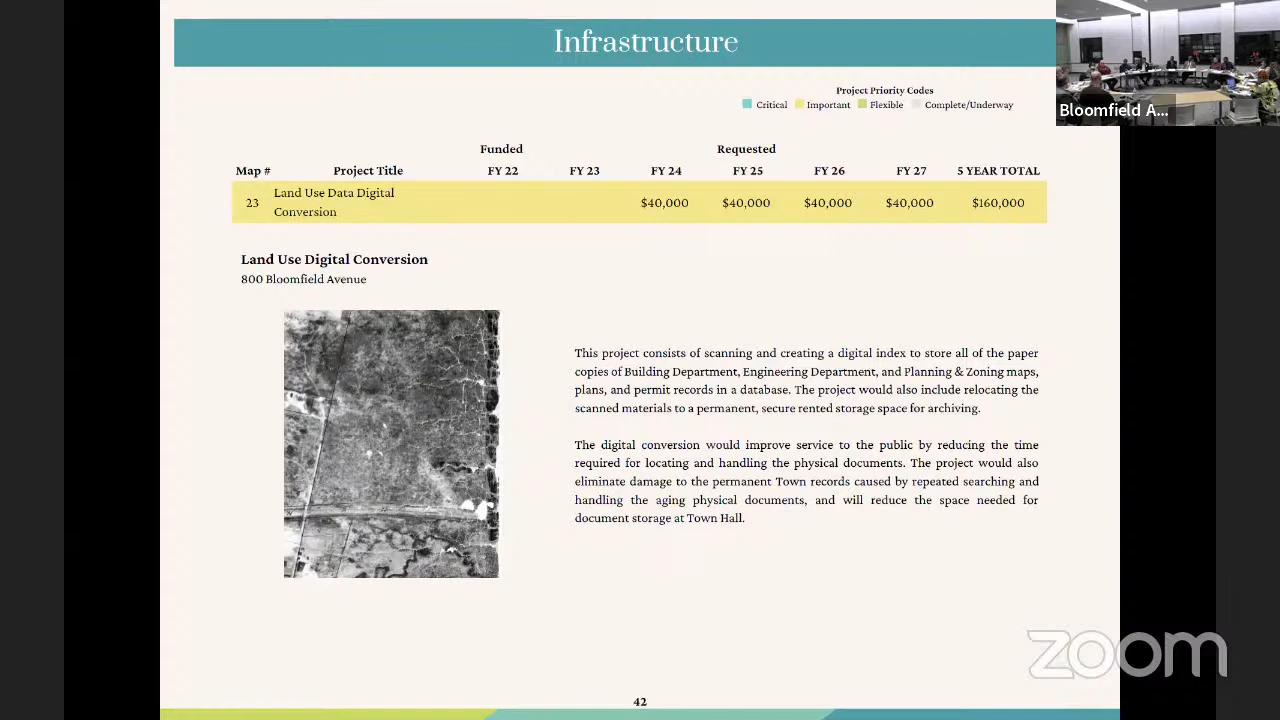 Infrastructure
Bloomfield A...
Project Priority Codes
Critical Important Flexible Complete/Underway
Funded Requested
Map # Project Title FY 22 FY 23 FY 24 FY 25 FY 26 FY 27 5 YEAR TOTAL
23 Land Use Data Digital Conversion $40,000 $40,000 $40,000 $40,000 $160,000
Land Use Digital Conversion
800 Bloomfield Avenue
This project consists of scanning and creating a digital index to store all of the paper
copies of Building Department, Engineering Department, and Planning & Zoning maps,
plans, and permit records in a database. The project would also include relocating the
scanned materials to a permanent, secure rented storage space for archiving.
The digital conversion would improve service to the public by reducing the time
required for locating and handling the physical documents. The project would also
eliminate damage to the permanent Town records caused by repeated searching and
handling the aging physical documents, and will reduce the space needed for
document storage at Town Hall.
zoom
42